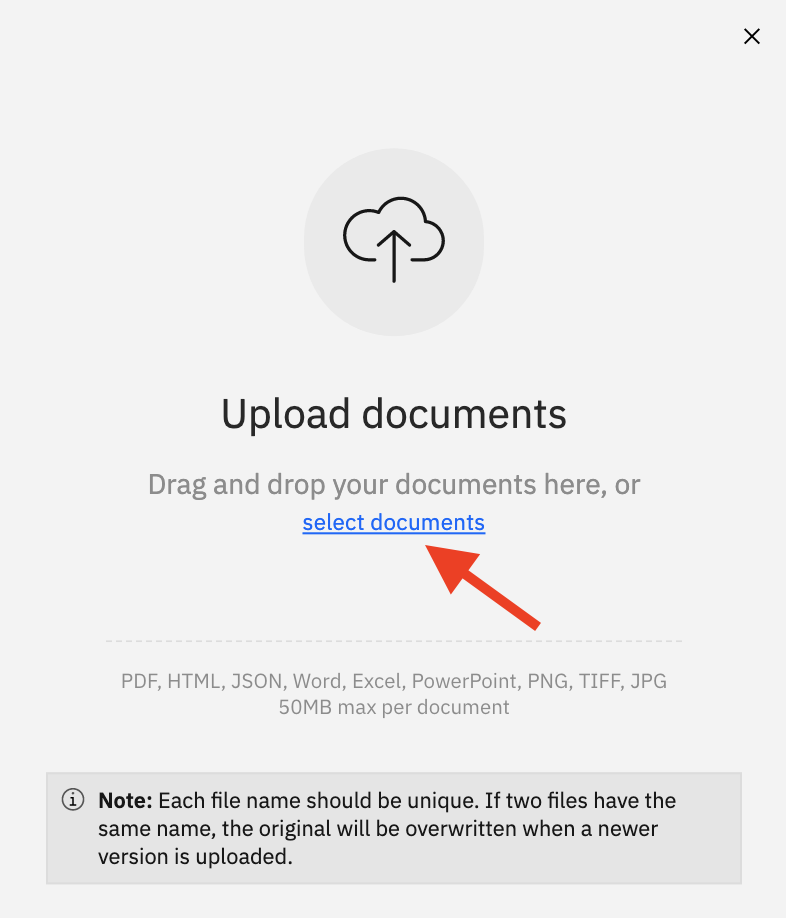 Upload documents
Drag and drop your documents here, or
select documents
PDF, HTML, JSON, Word, Excel, PowerPoint, PNG, TIFF, JPG
50MB max per document
Note: Each file name should be unique. If two files have the
same name, the original will be overwritten when a newer
version is uploaded.